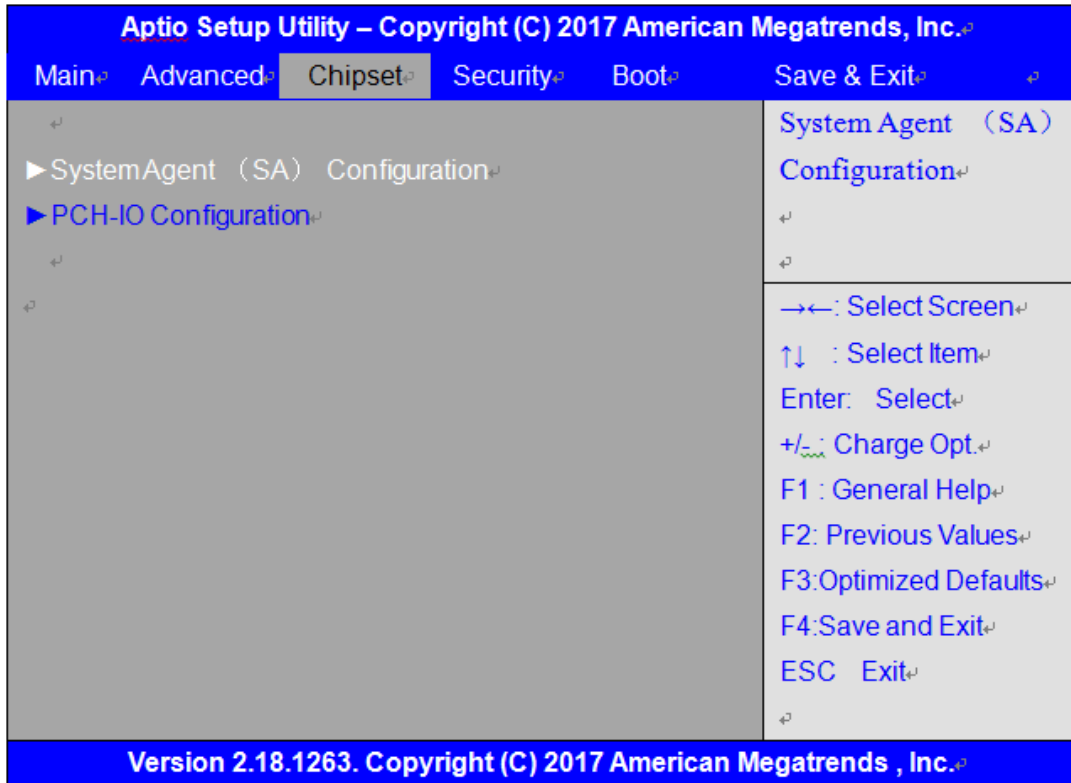 Aptio Setup Utility – Copyright (C) 2017 American Megatrends, Inc.
Main Advanced Chipset Security Boot Save & Exit
►System Agent （SA） Configuration
►PCH-IO Configuration
System Agent （SA）
Configuration
→←: Select Screen
↑↓ : Select Item
Enter: Select
+/- : Charge Opt.
F1 : General Help
F2: Previous Values
F3:Optimized Defaults
F4:Save and Exit
ESC Exit
Version 2.18.1263. Copyright (C) 2017 American Megatrends , Inc.